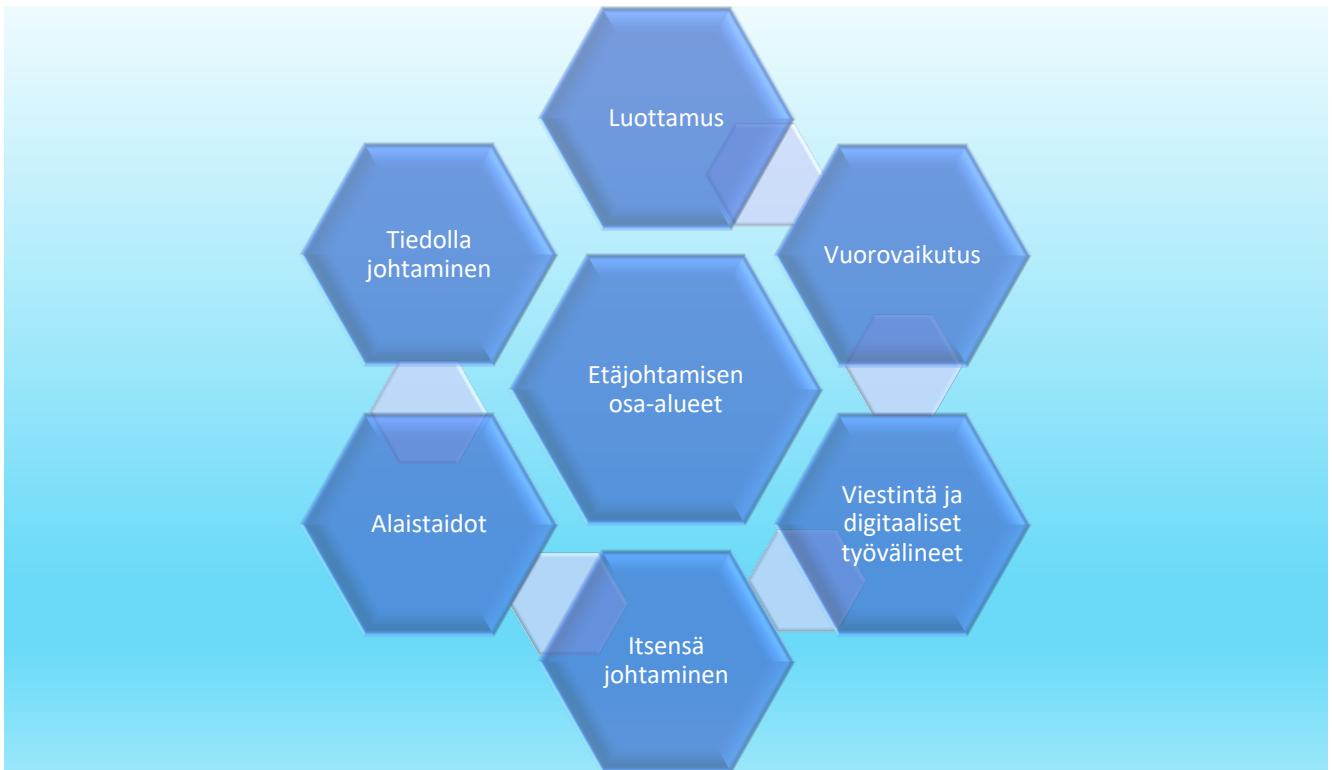 Luottamus
Vuorovaikutus
Tiedolla
johtaminen
Etäjohtamisen
osa-alueet
Viestintä ja
digitaaliset
työvälineet
Alaistaidot
Itsensä
johtaminen